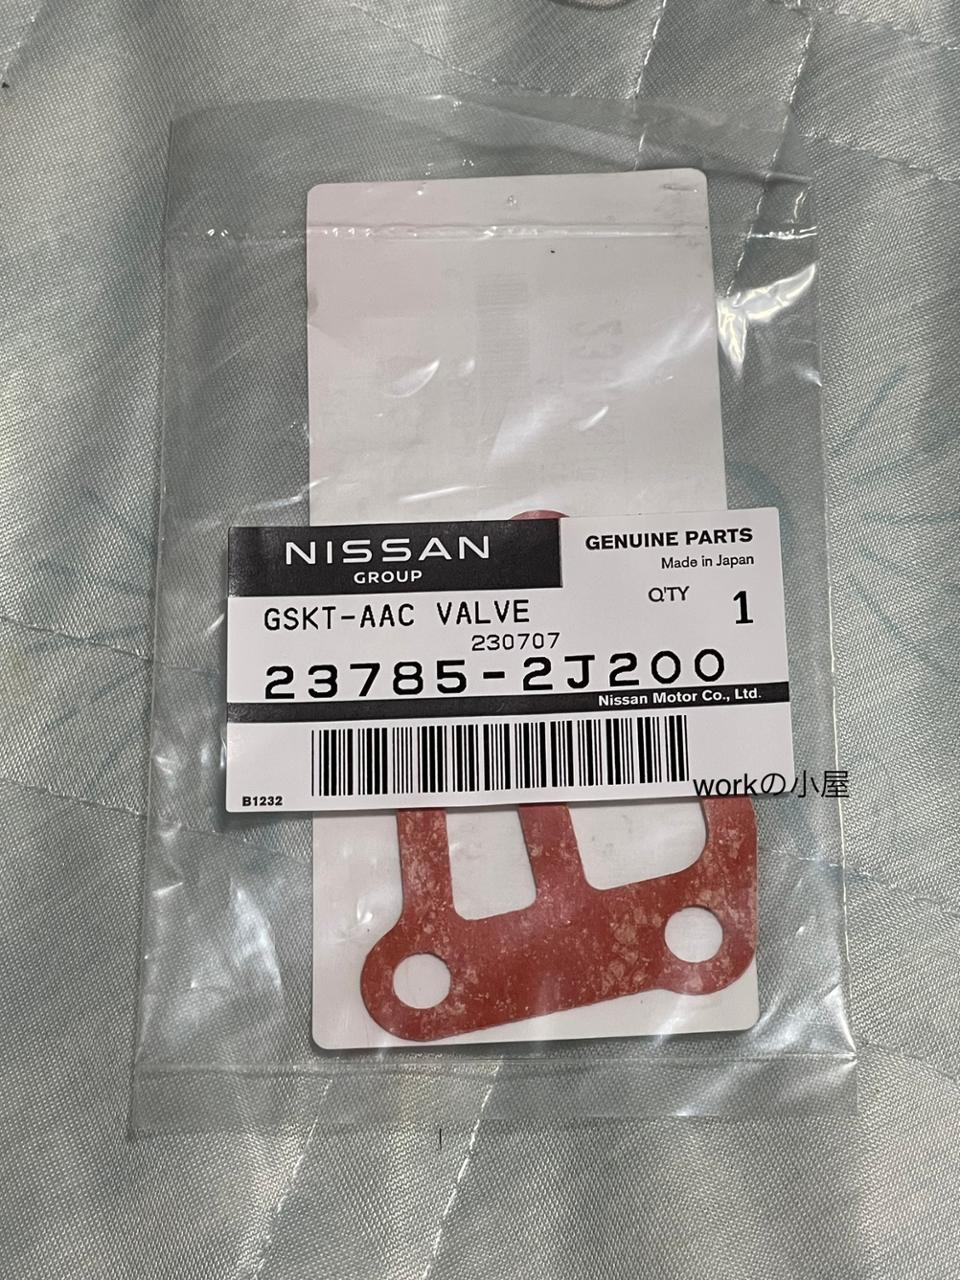 NISSAN
GROUP
GENUINE PARTS
Made in Japan
GSKT-AAC VALVE
Q'TY 1
230707
23785-2J200
Nissan Motor Co., Ltd.
B1232
workの小屋